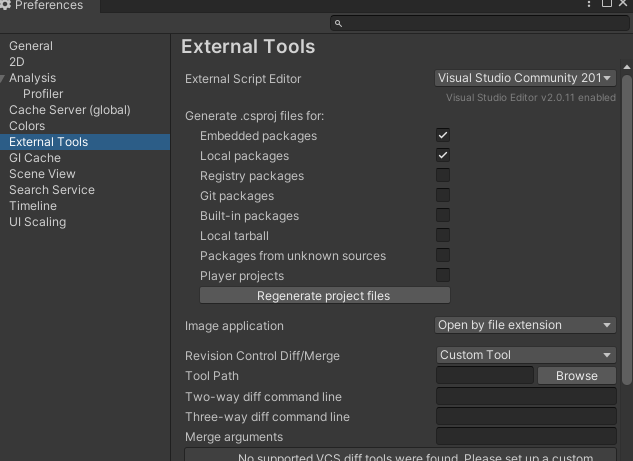 Preferences
External Tools
General
2D
Analysis
Profiler
Cache Server (global)
Colors
External Tools
GI Cache
Scene View
Search Service
Timeline
UI Scaling
External Script Editor Visual Studio Community 201
Visual Studio Editor v2.0.11 enabled
Generate .csproj files for:
Embedded packages
Local packages
Registry packages
Git packages
Built-in packages
Local tarball
Packages from unknown sources
Player projects
Regenerate project files
Image application Open by file extension
Revision Control Diff/Merge Custom Tool
Tool Path Browse
Two-way diff command line
Three-way diff command line
Merge arguments
No supported VCS diff tools were found. Please set up a custom